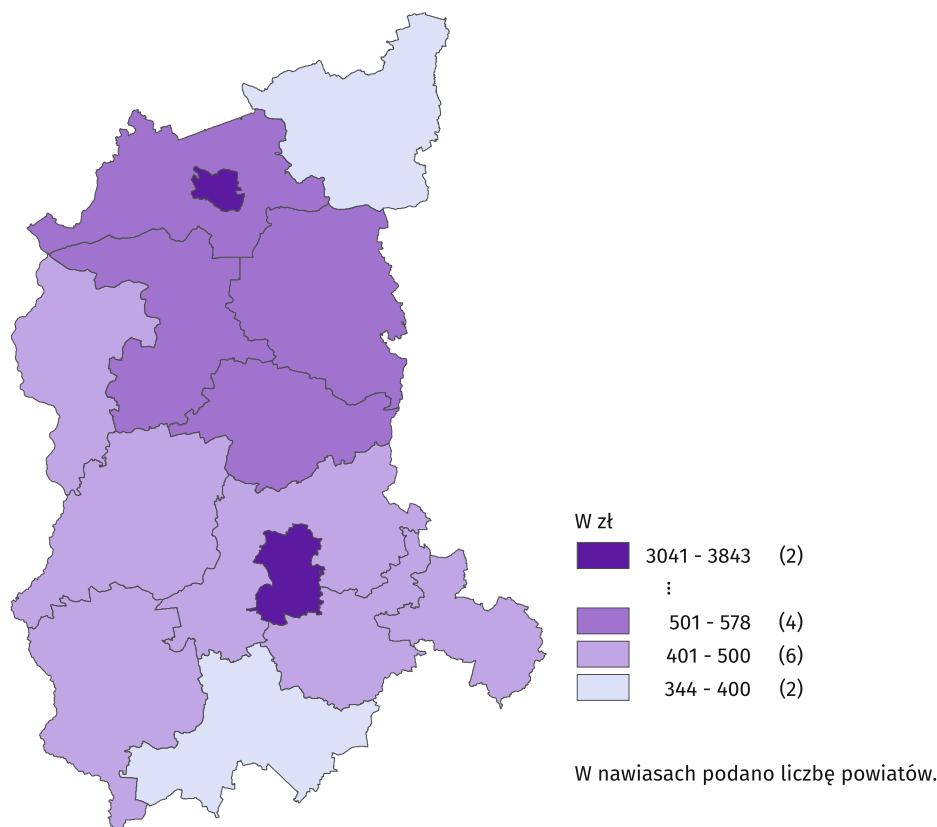 W zł
3041 - 3843 (2)
⋮
501 - 578 (4)
401 - 500 (6)
344 - 400 (2)
W nawiasach podano liczbę powiatów.